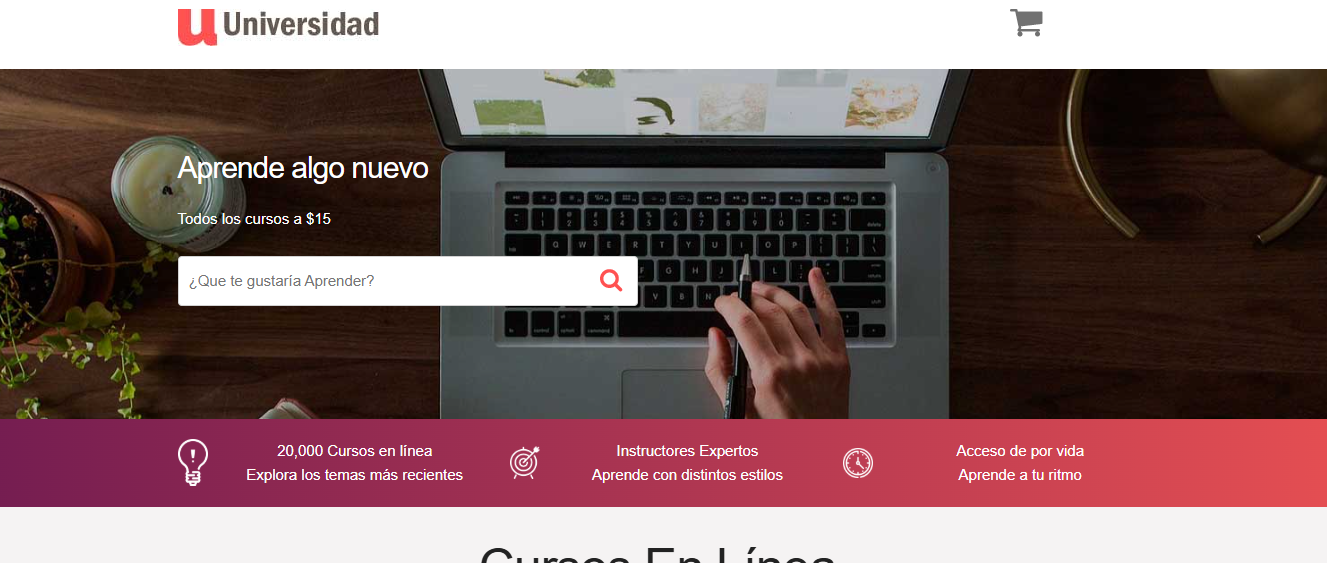 Universidad
Aprende algo nuevo
Todos los cursos a $15
¿Que te gustaría Aprender?
20,000 Cursos en línea
Explora los temas más recientes
Instructores Expertos
Aprende con distintos estilos
Acceso de por vida
Aprende a tu ritmo
Cursos En Línea